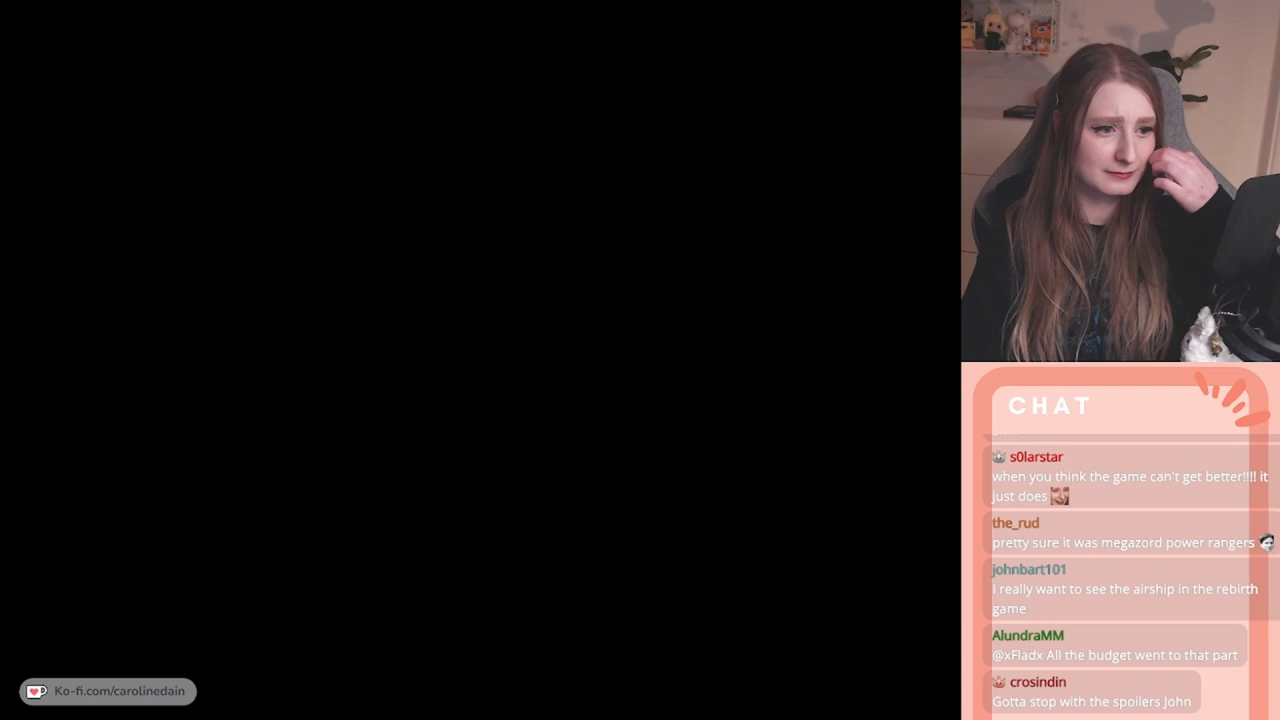 CHAT
s0larstar
when you think the game can't get better!!!! it
just does
the_rud
pretty sure it was megazord power rangers
johnbart101
I really want to see the airship in the rebirth
game
AlundraMM
@xFladx All the budget went to that part
crosindin
Gotta stop with the spoilers John
Ko-fi.com/carolinedain